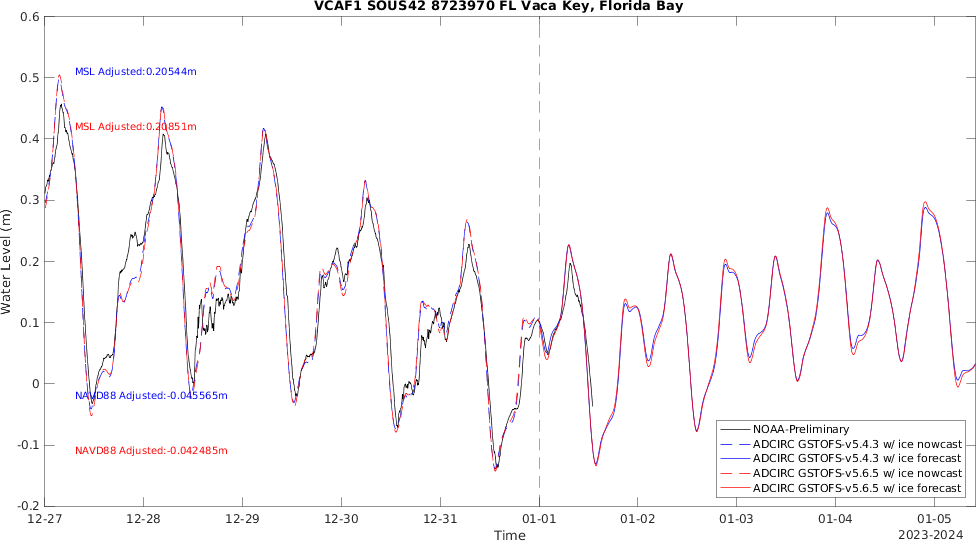 VCAF1 SOUS42 8723970 FL Vaca Key, Florida Bay
0.6
0.5
0.4
0.3
0.2
0.1
0
-0.1
-0.2
Water Level (m)
MSL Adjusted:0.20544m
MSL Adjusted:0.20851m
NAVD88 Adjusted:-0.045565m
NAVD88 Adjusted:-0.042485m
NOAA-Preliminary
ADCIRC GSTOFS-v5.4.3 w/ ice nowcast
ADCIRC GSTOFS-v5.4.3 w/ ice forecast
ADCIRC GSTOFS-v5.6.5 w/ ice nowcast
ADCIRC GSTOFS-v5.6.5 w/ ice forecast
12-27 12-28 12-29 12-30 12-31 01-01 01-02 01-03 01-04 01-05
Time
2023-2024